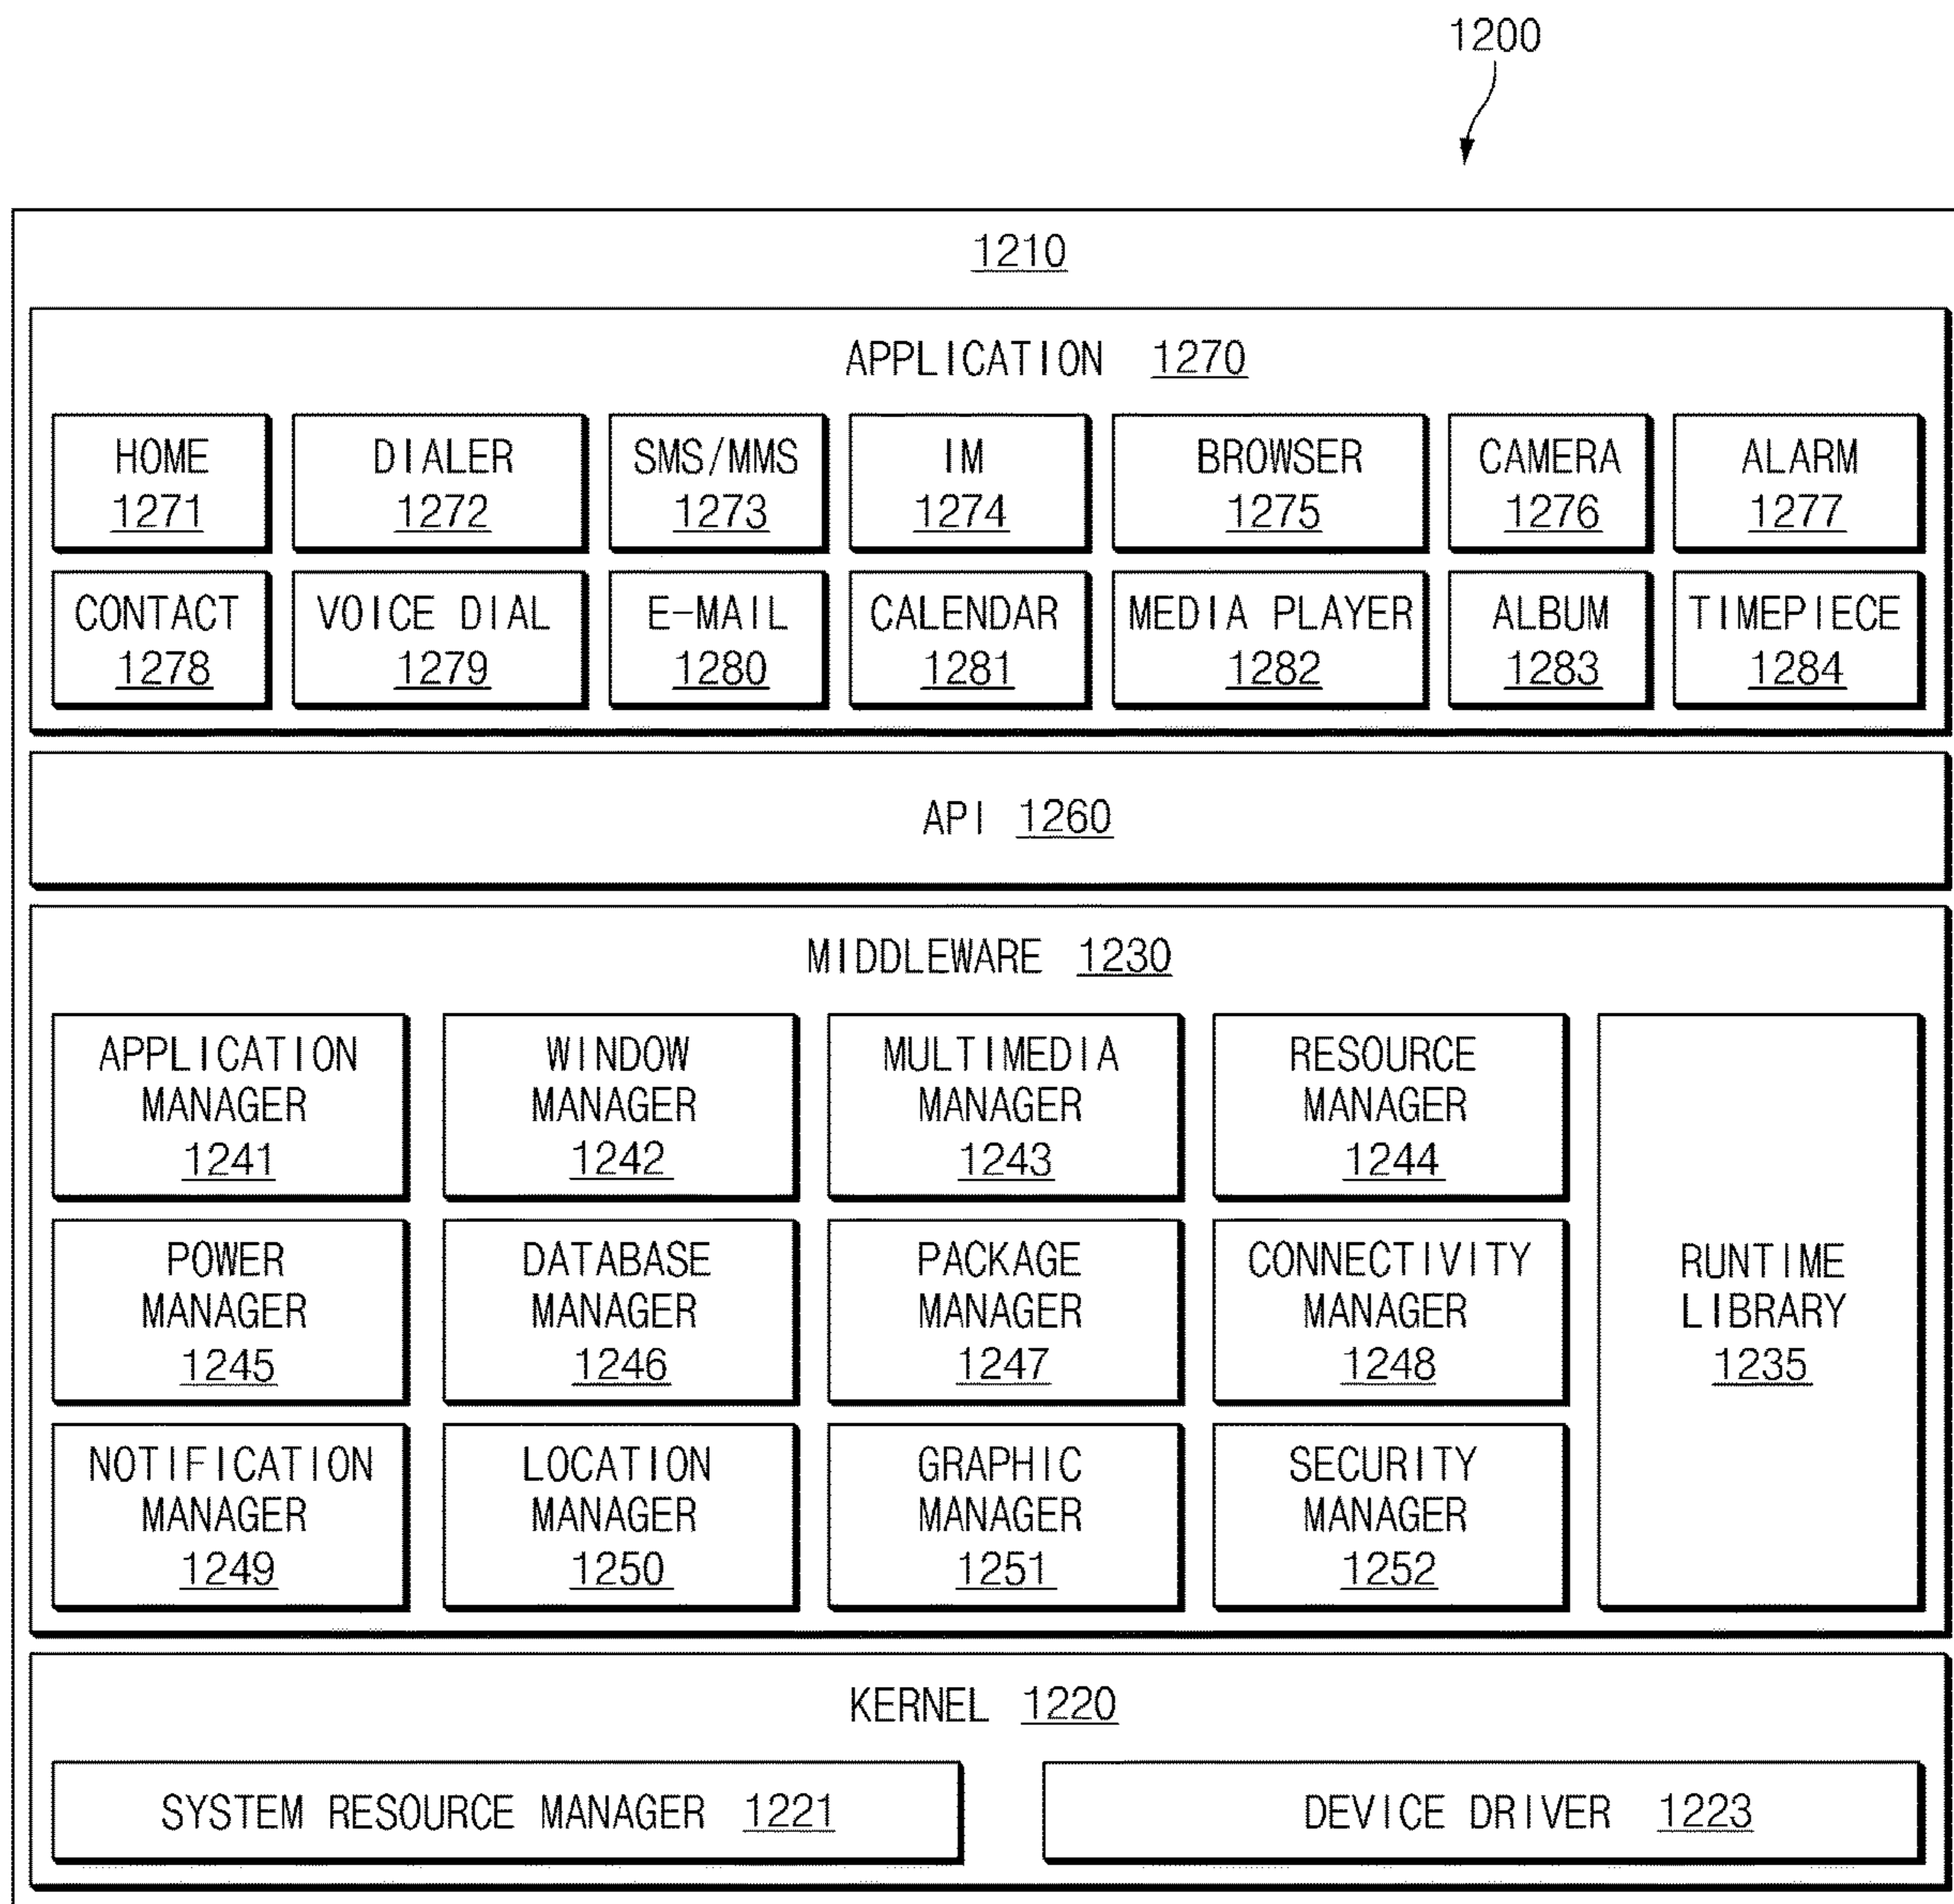 1200
1210
APPLICATION 1270
HOME
1271
DIALER
1272
SMS/MMS
1273
IM
1274
BROWSER
1275
CAMERA
1276
ALARM
1277
CONTACT
1278
VOICE DIAL
1279
E-MAIL
1280
CALENDAR
1281
MEDIA PLAYER
1282
ALBUM
1283
TIMEPIECE
1284
API 1260
MIDDLEWARE 1230
APPLICATION
MANAGER
1241
WINDOW
MANAGER
1242
MULTIMEDIA
MANAGER
1243
RESOURCE
MANAGER
1244
POWER
MANAGER
1245
DATABASE
MANAGER
1246
PACKAGE
MANAGER
1247
CONNECTIVITY
MANAGER
1248
NOTIFICATION
MANAGER
1249
LOCATION
MANAGER
1250
GRAPHIC
MANAGER
1251
SECURITY
MANAGER
1252
RUNTIME
LIBRARY
1235
KERNEL 1220
SYSTEM RESOURCE MANAGER 1221
DEVICE DRIVER 1223